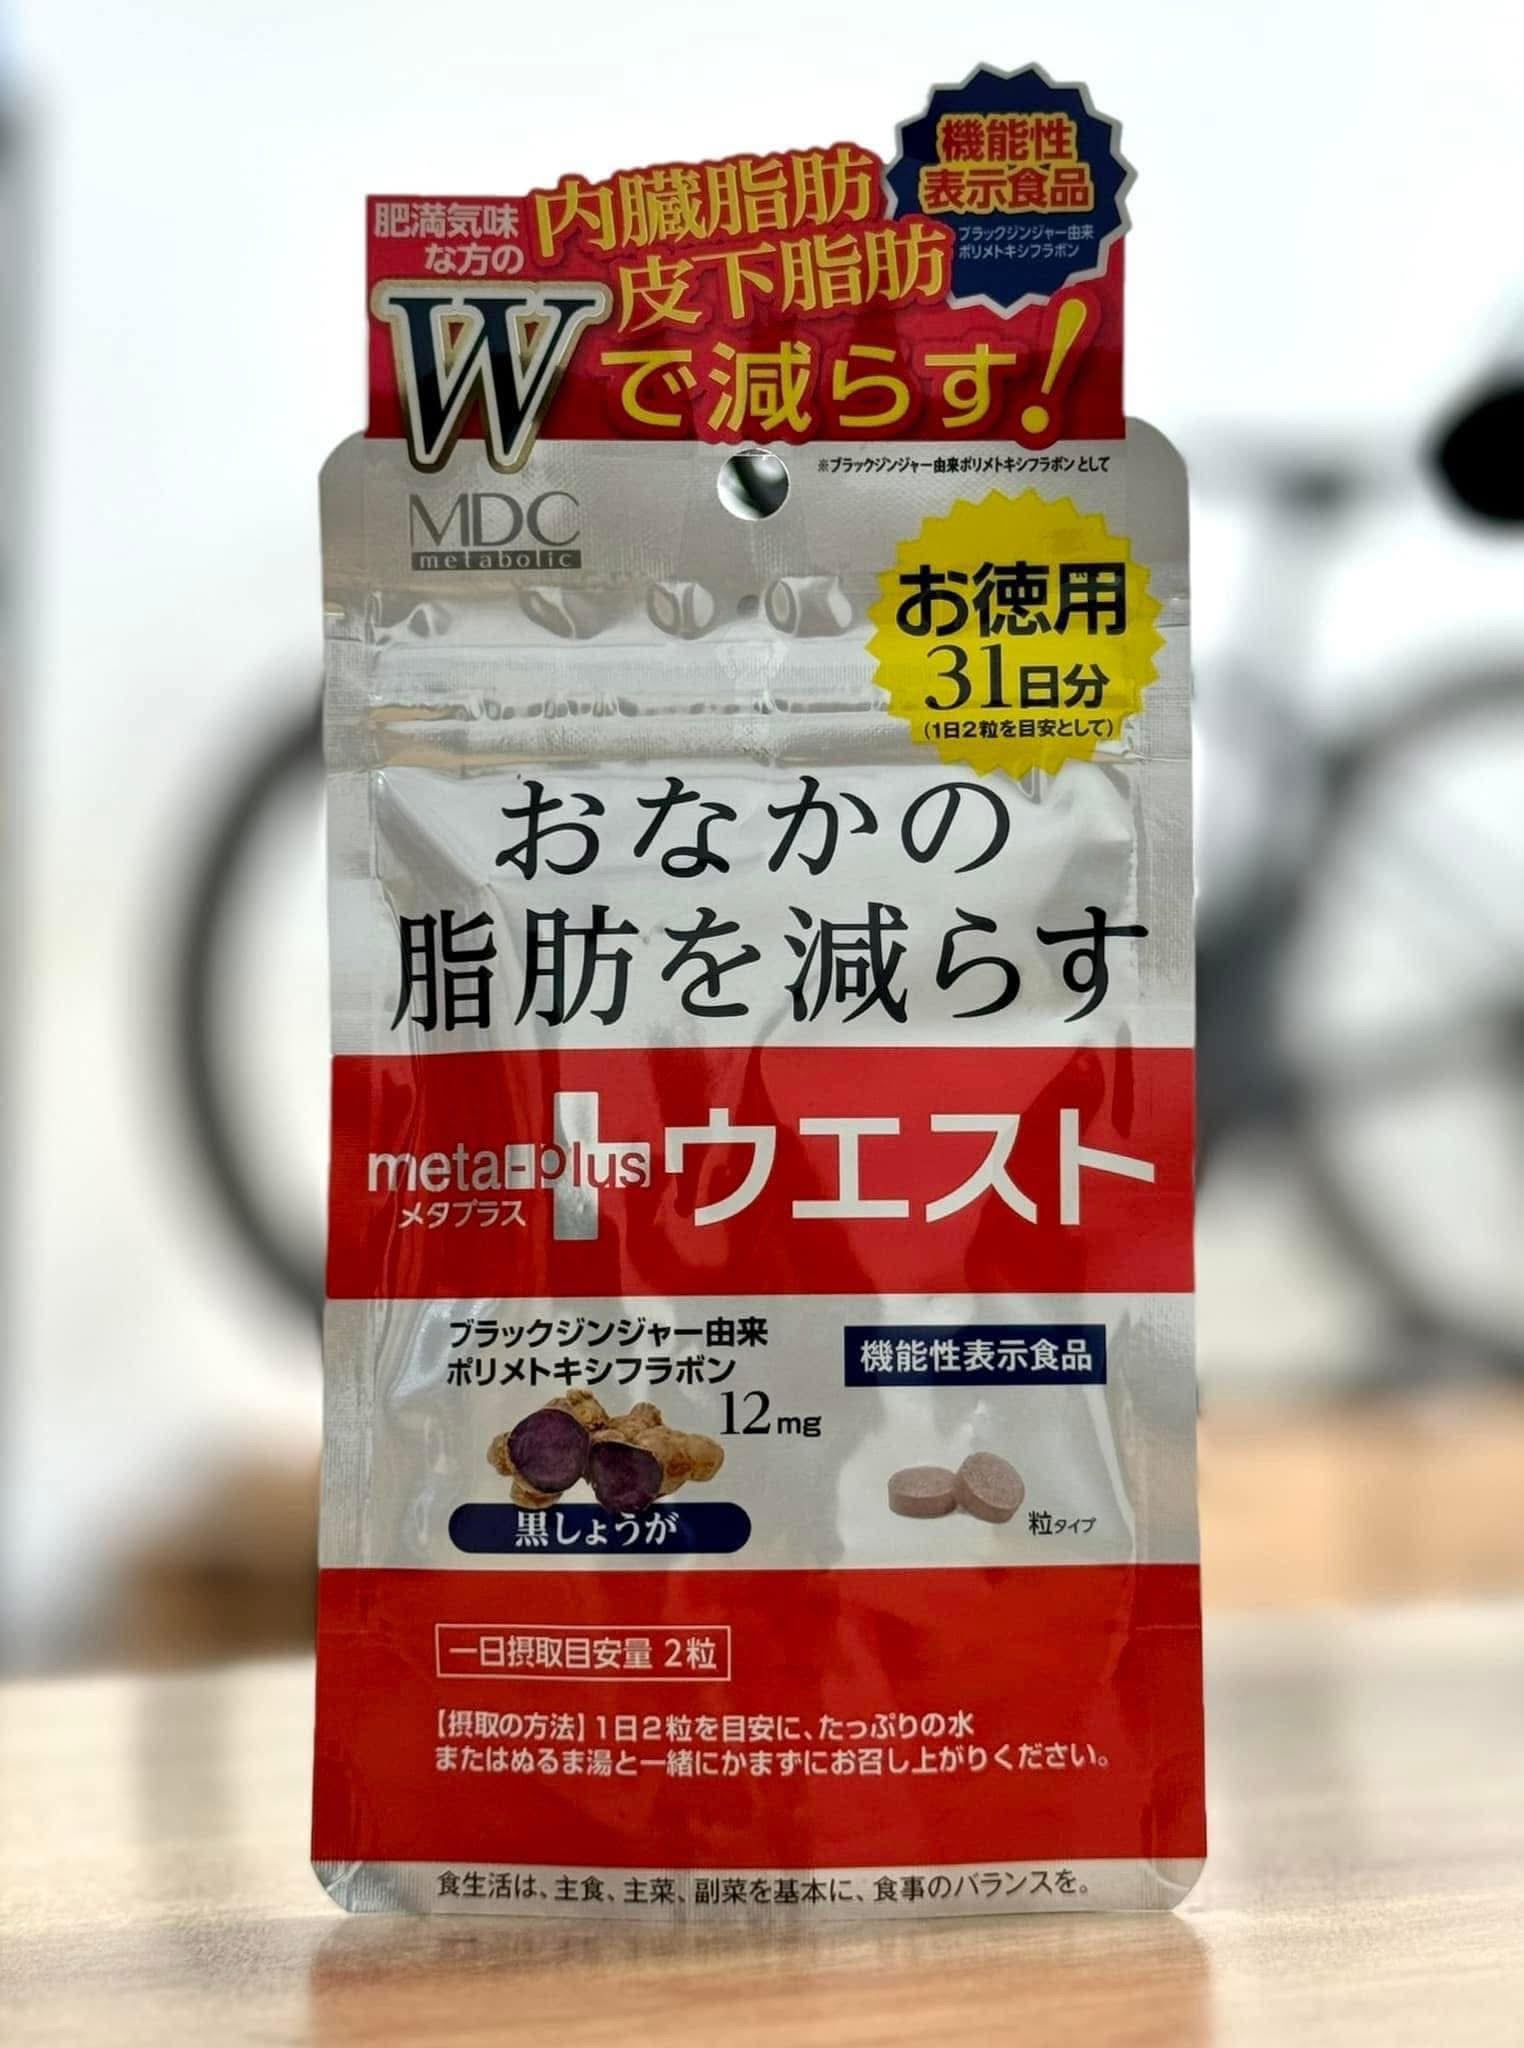 機能性
表示食品
ブラックジンジャー由来
ポリメトキシフラボン
肥満気味
な方の
内臓脂肪
皮下脂肪
Wで減らす!
※ブラックジンジャー由来ポリメトキシフラボンとして
MDC
metabolic
お徳用
31日分
(1日2粒を目安として)
おなかの
脂肪を減らす
meta-plus ウエスト
メタプラス
ブラックジンジャー由来
ポリメトキシフラボン
12mg
黒しょうが
機能性表示食品
粒タイプ
一日摂取目安量 2粒
【摂取の方法】1日2粒を目安に、たっぷりの水
またはぬるま湯と一緒にかまずにお召し上がりください。
食生活は、主食、主菜、副菜を基本に、食事のバランスを。